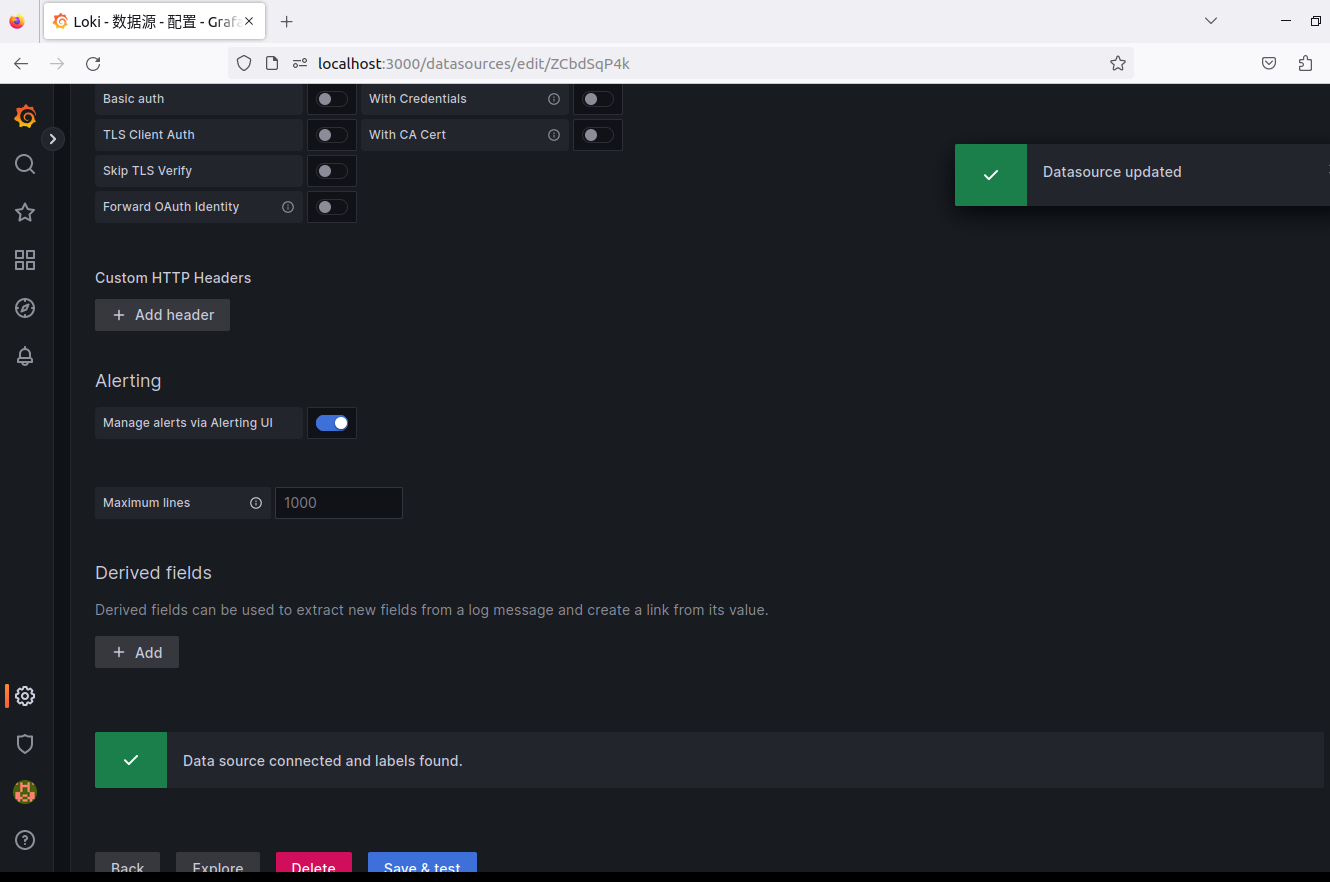 Loki - 数据源 - 配置 - Grafa
localhost:3000/datasources/edit/ZCbdSqP4k
Basic auth
With Credentials
TLS Client Auth
With CA Cert
Skip TLS Verify
Datasource updated
Forward OAuth Identity
Custom HTTP Headers
Add header
Alerting
Manage alerts via Alerting UI
Maximum lines
1000
Derived fields
Derived fields can be used to extract new fields from a log message and create a link from its value.
Add
Data source connected and labels found.
Back
Explore
Delete
Save & test